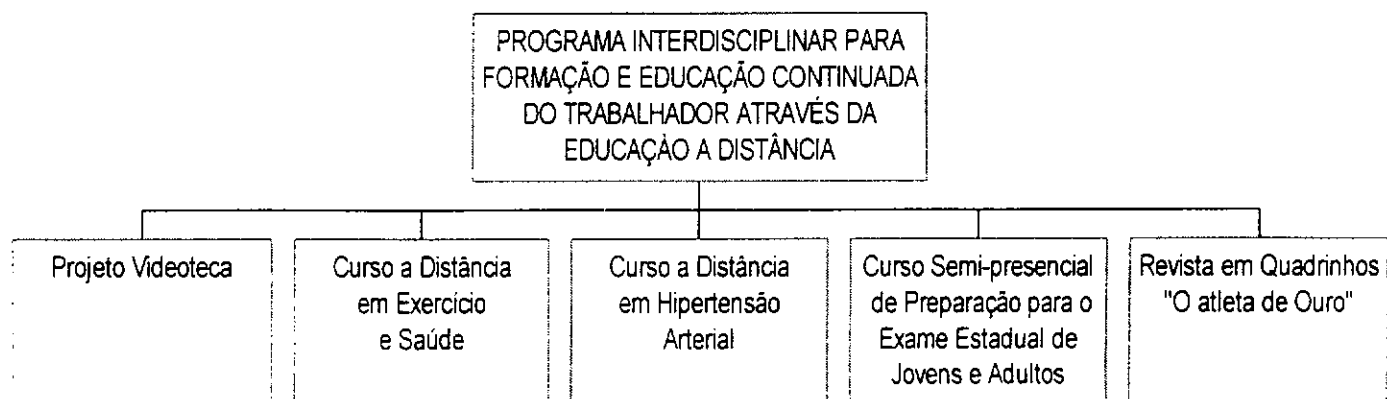 PROGRAMA INTERDISCIPLINAR PARA
FORMAÇÃO E EDUCAÇÃO CONTINUADA
DO TRABALHADOR ATRAVÉS DA
EDUCAÇÃO A DISTÂNCIA
Projeto Videoteca
Curso a Distância
em Exercício
e Saúde
Curso a Distância
em Hipertensão
Arterial
Curso Semi-presencial
de Preparação para o
Exame Estadual de
Jovens e Adultos
Revista em Quadrinhos
"O atleta de Ouro"